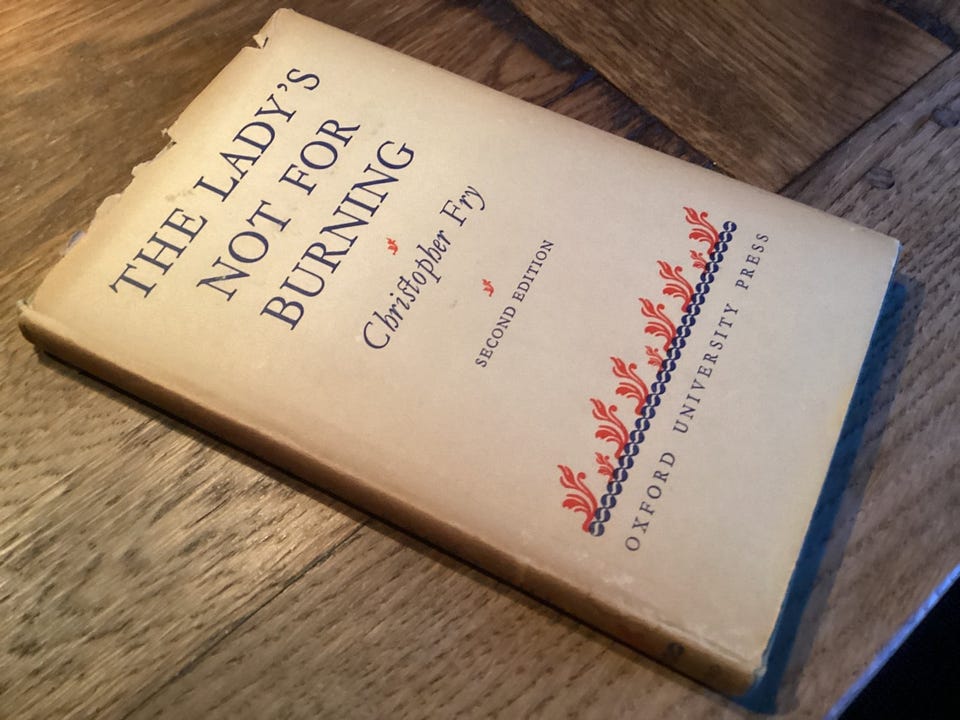 THE LADY'S
NOT FOR
BURNING
Christopher Fry
SECOND EDITION
OXFORD UNIVERSITY PRESS